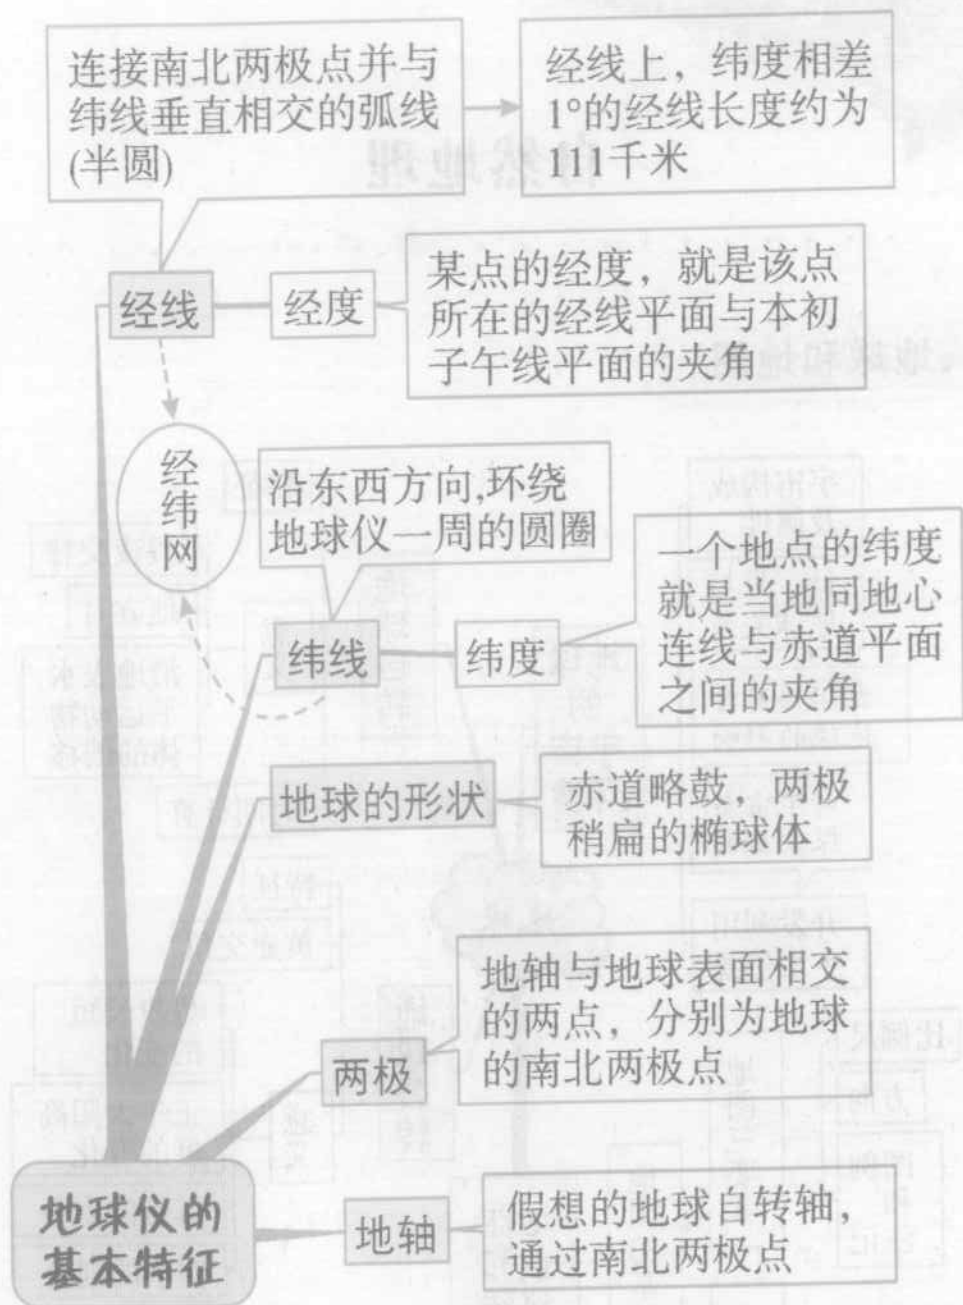 连接南北两极点并与
纬线垂直相交的弧线
(半圆)
经线上，纬度相差
1°的经线长度约为
111千米
自然地理
经线
经度
某点的经度，就是该点
所在的经线平面与本初
子午线平面的夹角
经
纬
网
沿东西方向,环绕
地球仪一周的圆圈
纬线
纬度
一个地点的纬度
就是当地同地心
连线与赤道平面
之间的夹角
地球的形状
赤道略鼓，两极
稍扁的椭球体
两极
地轴与地球表面相交
的两点，分别为地球
的南北两极点
地球仪的
基本特征
地轴
假想的地球自转轴，
通过南北两极点